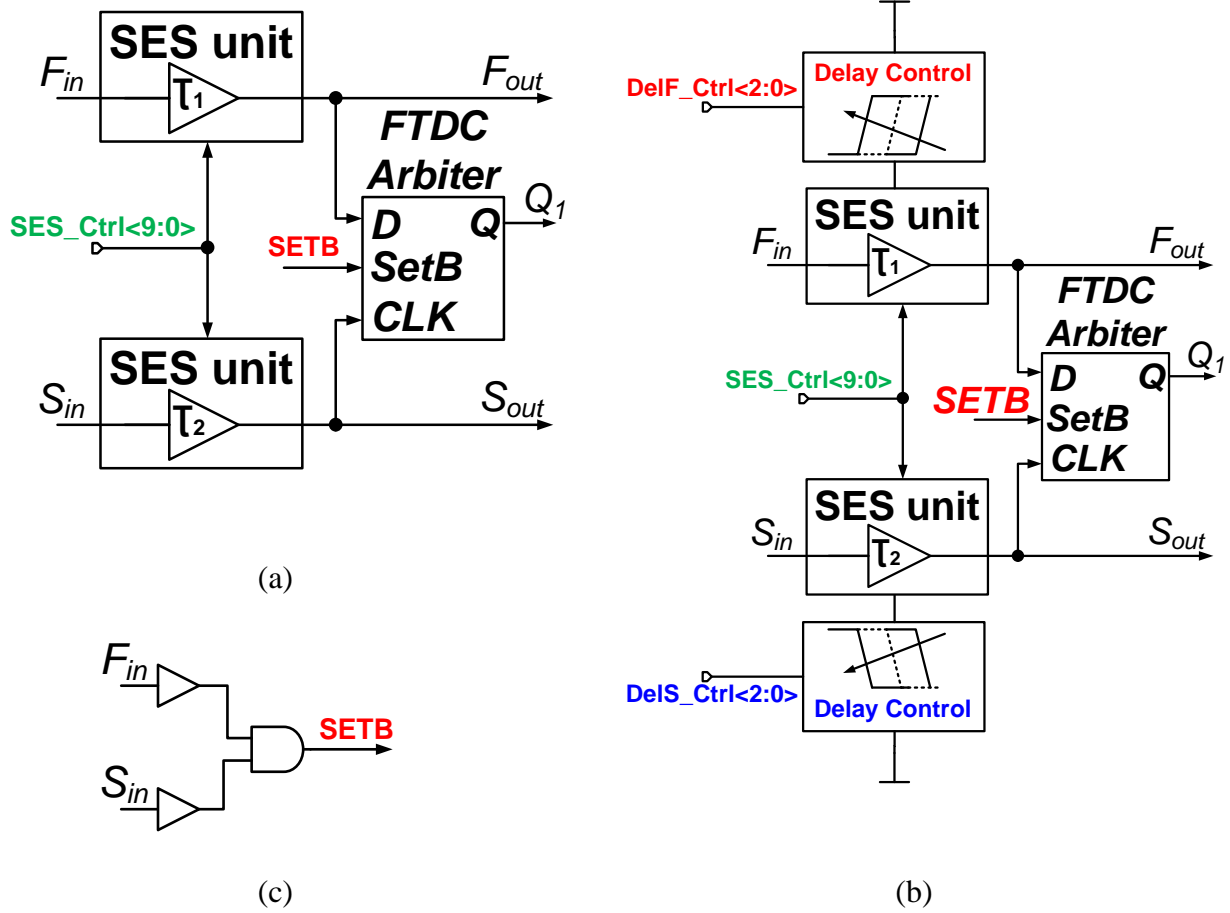 SES unit
F_in
τ1
F_out
FTDC
Arbiter
SES_Ctrl<9:0>
SETB
D
Q
Q_1
SetB
CLK
SES unit
S_in
τ2
S_out
(a)
F_in
S_in
SETB
(c)
Delay Control
DelF_Ctrl<2:0>
SES unit
F_in
τ1
F_out
FTDC
Arbiter
SES_Ctrl<9:0>
SETB
D
Q
Q_1
SetB
CLK
SES unit
S_in
τ2
S_out
DelS_Ctrl<2:0>
Delay Control
(b)